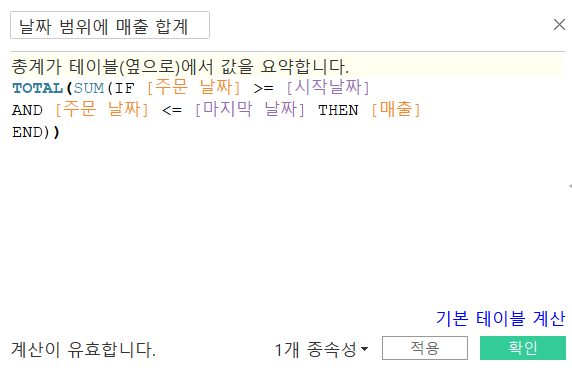 날짜 범위에 매출 합계
총계가 테이블(옆으로)에서 값을 요약합니다.
TOTAL(SUM(IF [주문 날짜] >= [시작날짜]
AND [주문 날짜] <= [마지막 날짜] THEN [매출]
END))
기본 테이블 계산
계산이 유효합니다. 1개 종속성 적용 확인